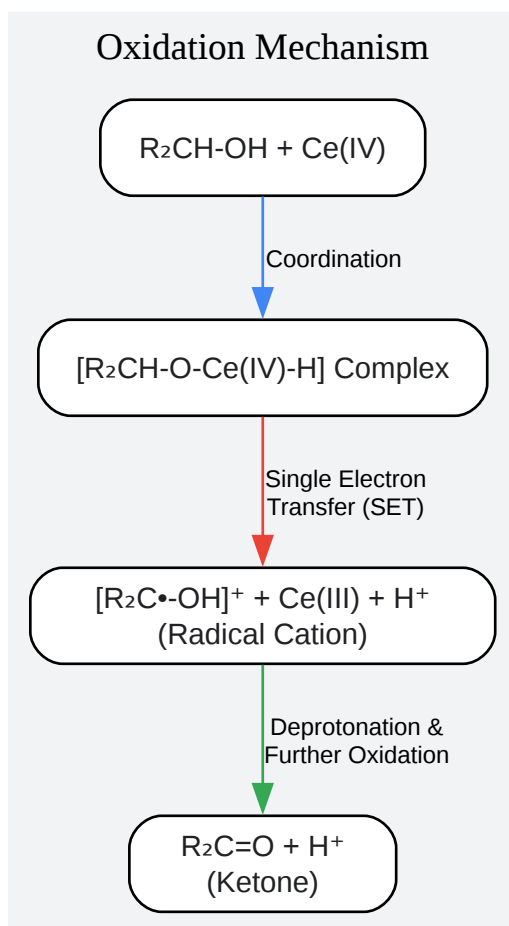 Oxidation Mechanism
R₂CH-OH + Ce(IV)
Coordination
[R₂CH-O-Ce(IV)-H] Complex
Single Electron
Transfer (SET)
[R₂C•-OH]⁺ + Ce(III) + H⁺
(Radical Cation)
Deprotonation &
Further Oxidation
R₂C=O + H⁺
(Ketone)